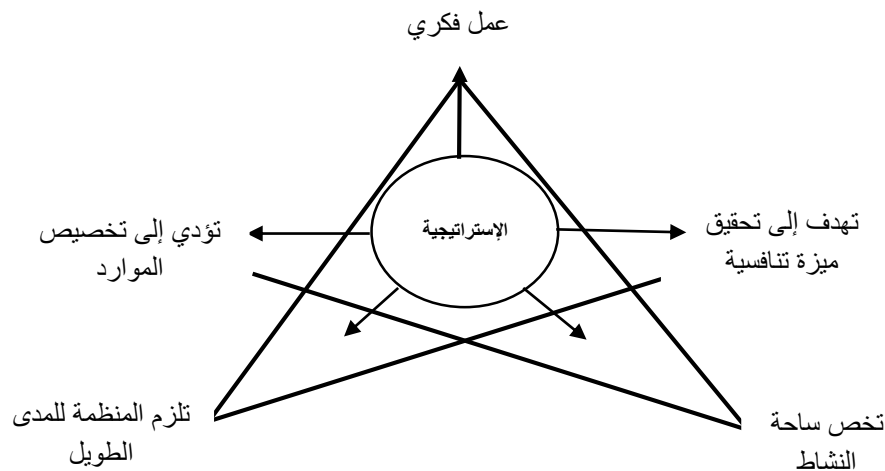 عمل فكري
تهدف إلى تحقيق
ميزة تنافسية
الإستراتيجية
تؤدي إلى تخصيص
الموارد
تخص ساحة
النشاط
تلزم المنظمة للمدى
الطويل